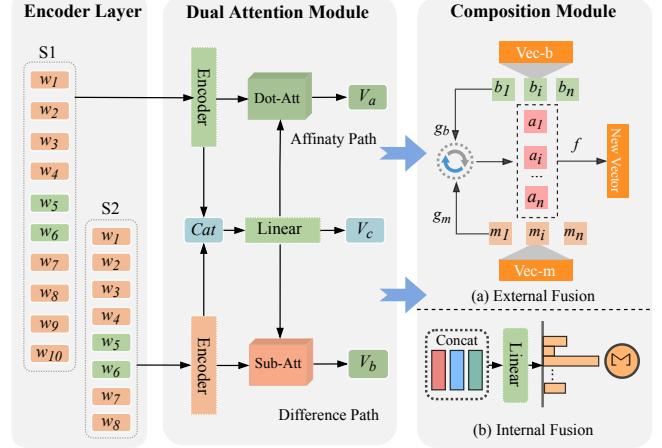 Encoder Layer
S1
w1
w2
w3
w4
w5
w6
w7
w8
w9
w10
S2
w1
w2
w3
w4
w5
w6
w7
w8
Dual Attention Module
Encoder
Dot-Att
Va
Affinaty Path
Cat
Linear
Vc
Encoder
Sub-Att
Vb
Difference Path
Composition Module
Vec-b
b1 bi bn
gb
a1
ai
...
an
f
New Vector
gm
m1 mi mn
Vec-m
(a) External Fusion
Concat
Linear
...
(b) Internal Fusion